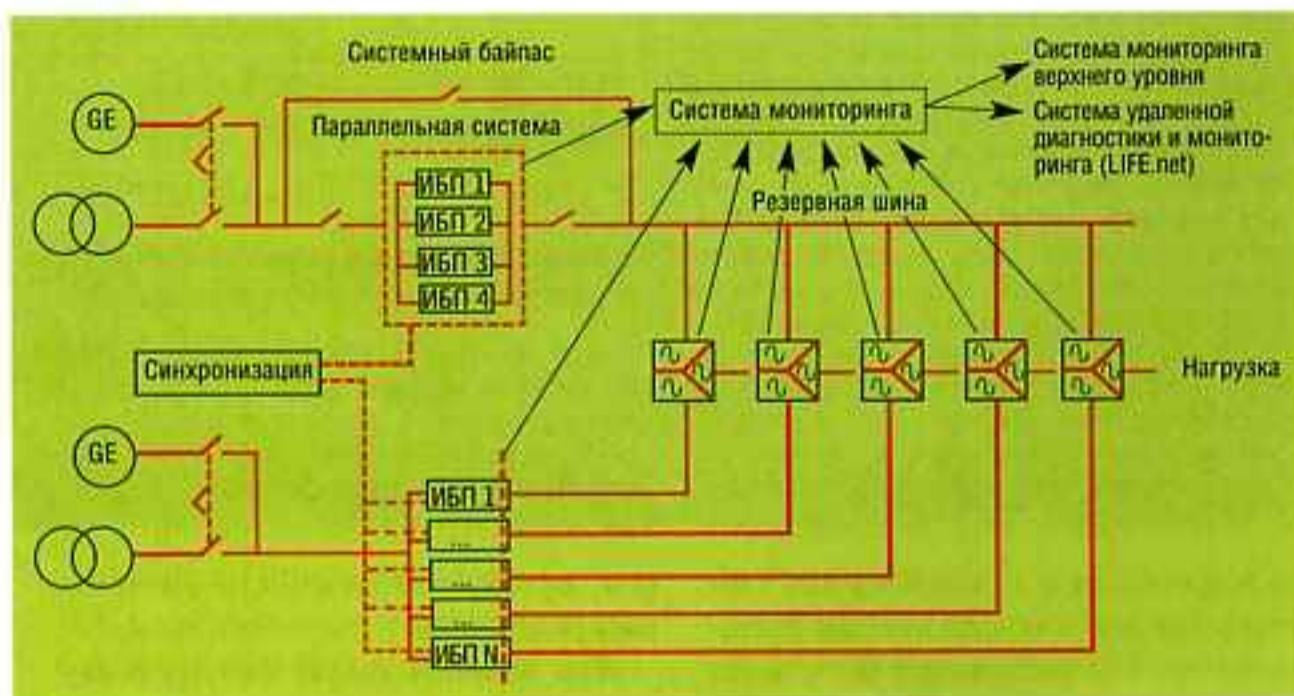 Системный байпас
GE
Параллельная система
Система мониторинга
Система мониторинга
верхнего уровня
Система удаленной
диагностики и монито-
ринга (LIFE.net)
ИБП 1
ИБП 2
ИБП 3
ИБП 4
Резервная шина
Синхронизация
Нагрузка
GE
ИБП 1
...
...
...
ИБП N